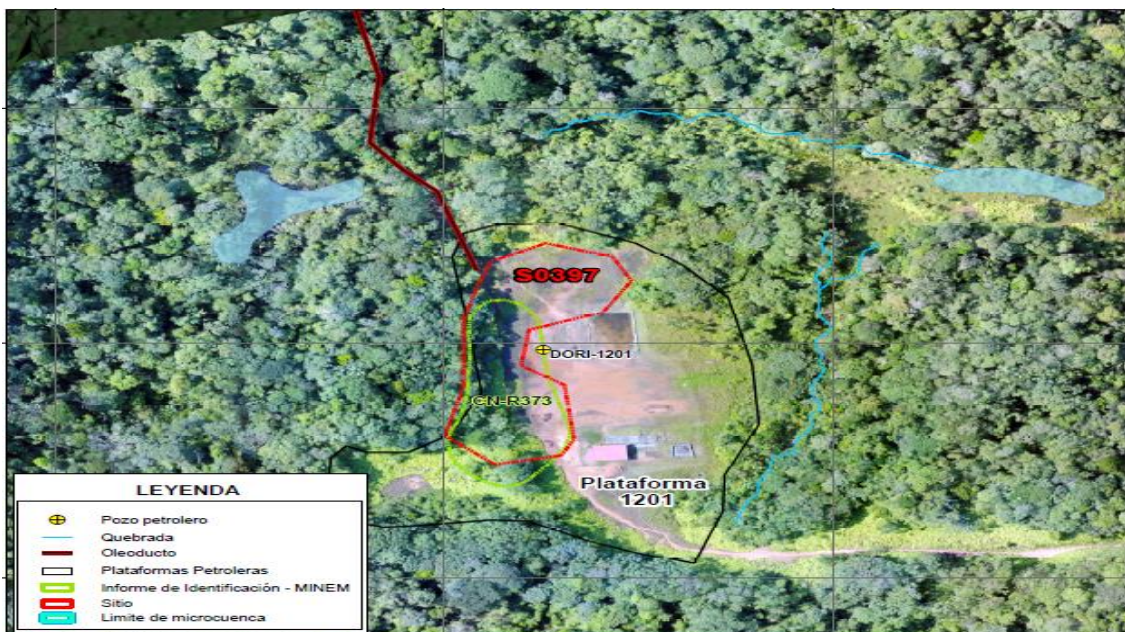 S0397
DORI-1201
CN-R373
Plataforma
1201
LEYENDA
Pozo petrolero
Quebrada
Oleoducto
Plataformas Petroleras
Informe de Identificación - MINEM
Sitio
Limite de microcuenca